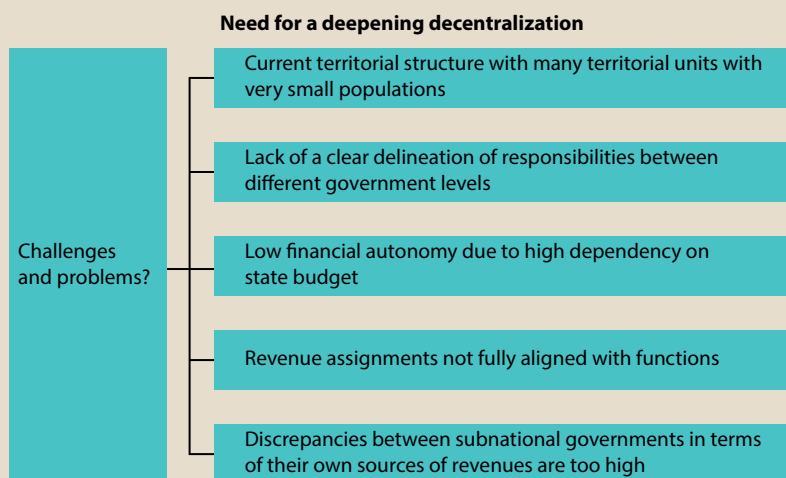 Need for a deepening decentralization
Challenges
and problems?
Current territorial structure with many territorial units with
very small populations
Lack of a clear delineation of responsibilities between
different government levels
Low financial autonomy due to high dependency on
state budget
Revenue assignments not fully aligned with functions
Discrepancies between subnational governments in terms
of their own sources of revenues are too high